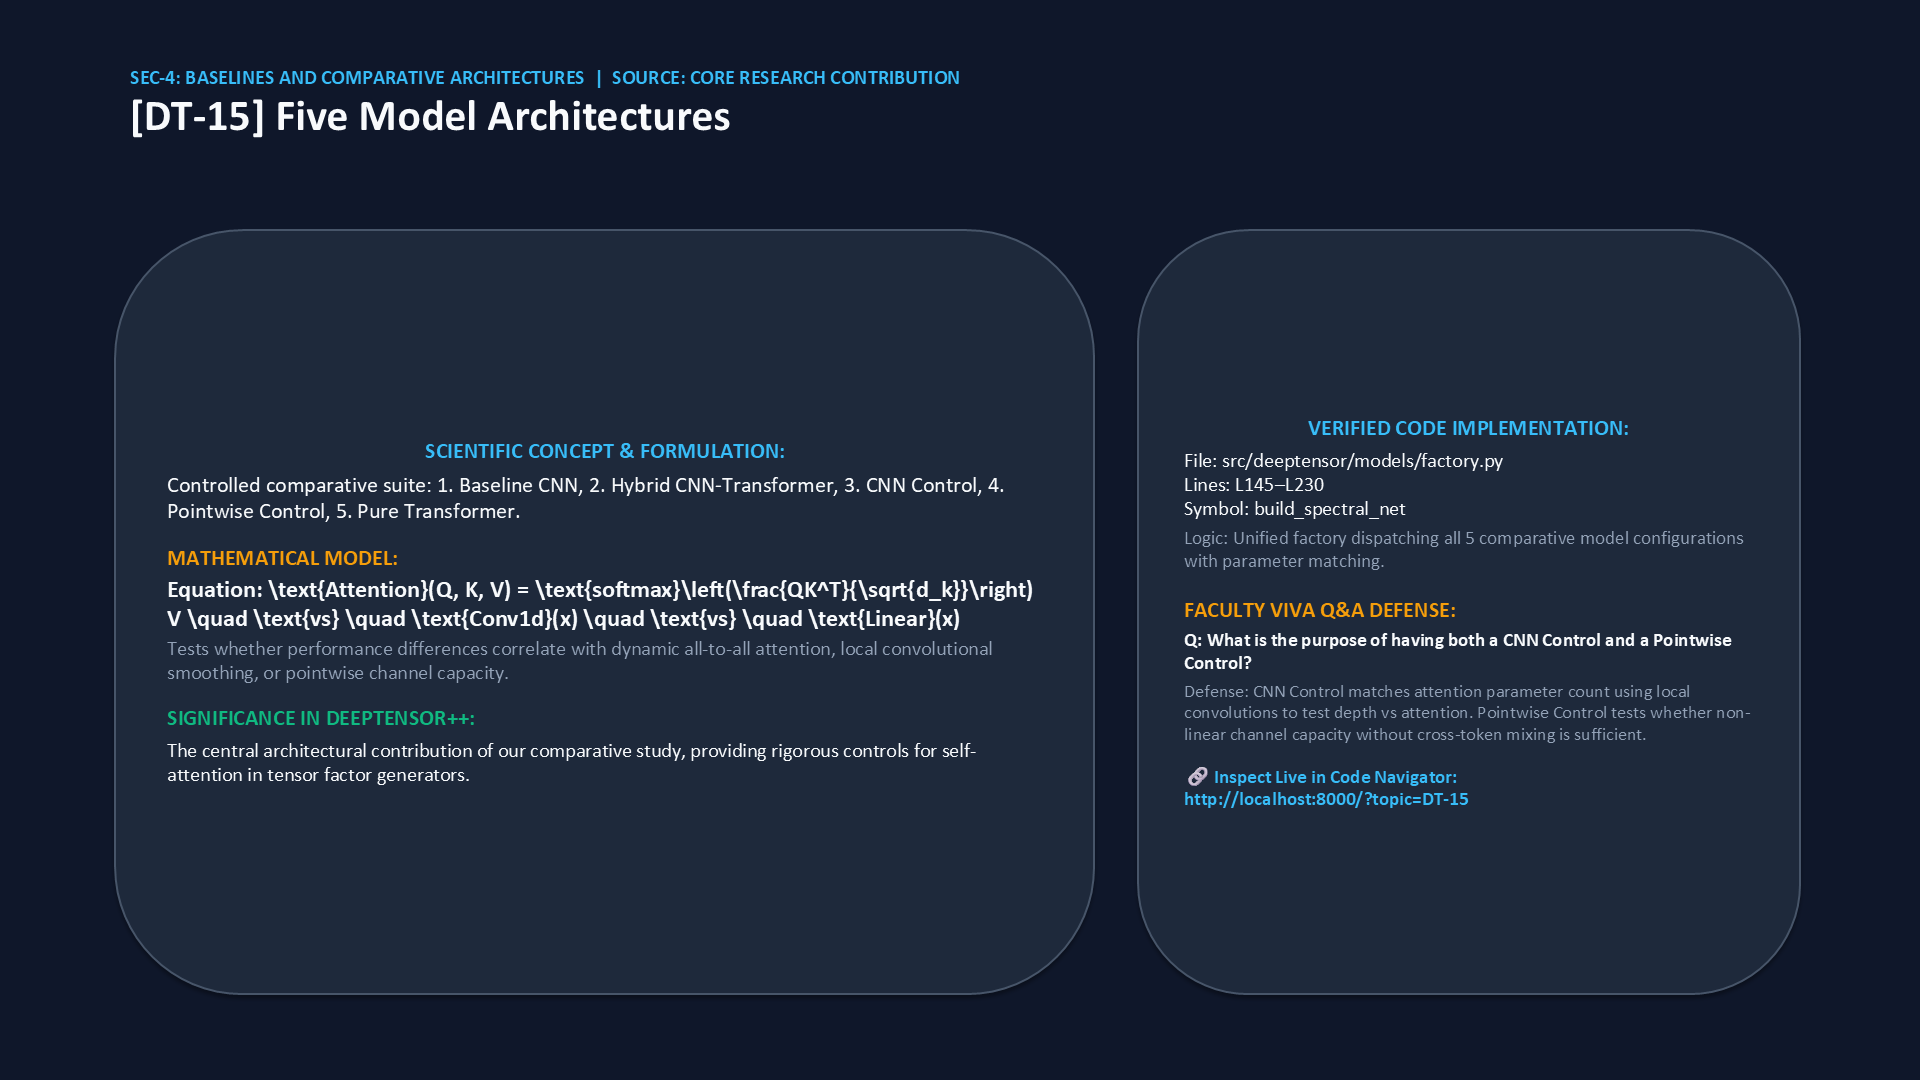 SEC-4: BASELINES AND COMPARATIVE ARCHITECTURES | SOURCE: CORE RESEARCH CONTRIBUTION
[DT-15] Five Model Architectures
SCIENTIFIC CONCEPT & FORMULATION:
Controlled comparative suite: 1. Baseline CNN, 2. Hybrid CNN-Transformer, 3. CNN Control, 4.
Pointwise Control, 5. Pure Transformer.
MATHEMATICAL MODEL:
Equation: \text{Attention}(Q, K, V) = \text{softmax}\left(\frac{QK^T}{\sqrt{d_k}}\right)
V \quad \text{vs} \quad \text{Conv1d}(x) \quad \text{vs} \quad \text{Linear}(x)
Tests whether performance differences correlate with dynamic all-to-all attention, local convolutional
smoothing, or pointwise channel capacity.
SIGNIFICANCE IN DEEPTENSOR++:
The central architectural contribution of our comparative study, providing rigorous controls for self-
attention in tensor factor generators.
VERIFIED CODE IMPLEMENTATION:
File: src/deeptensor/models/factory.py
Lines: L145–L230
Symbol: build_spectral_net
Logic: Unified factory dispatching all 5 comparative model configurations
with parameter matching.
FACULTY VIVA Q&A DEFENSE:
Q: What is the purpose of having both a CNN Control and a Pointwise
Control?
Defense: CNN Control matches attention parameter count using local
convolutions to test depth vs attention. Pointwise Control tests whether non-
linear channel capacity without cross-token mixing is sufficient.
🔗 Inspect Live in Code Navigator:
http://localhost:8000/?topic=DT-15